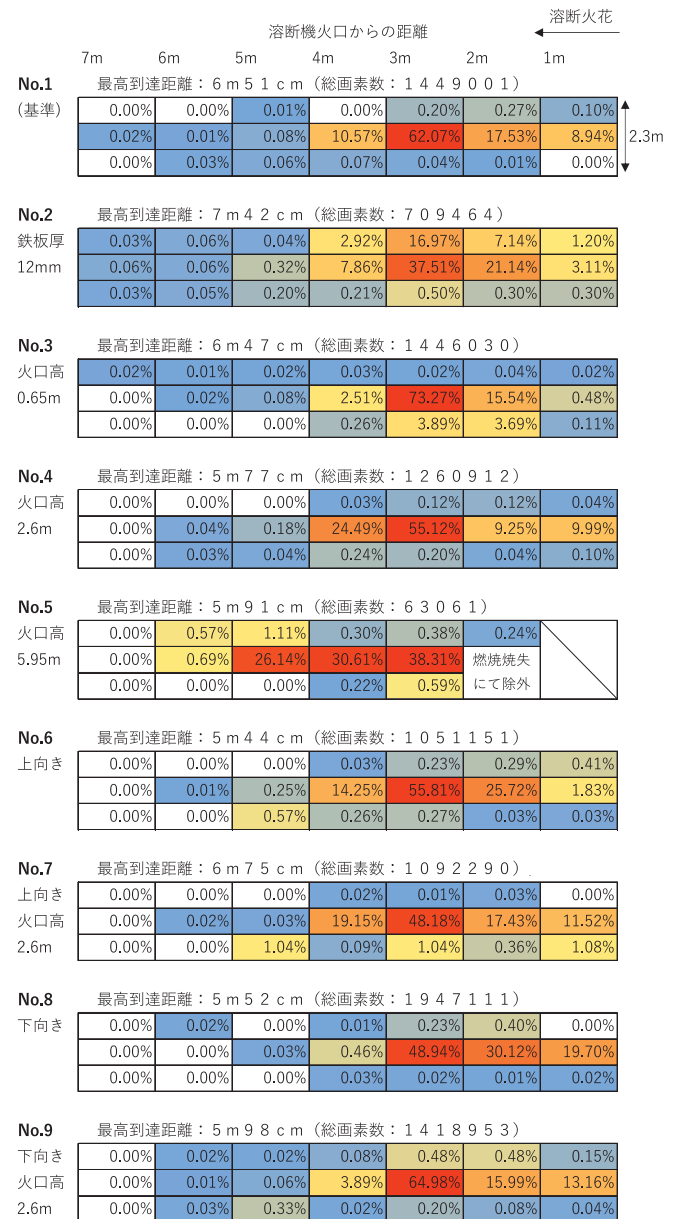 溶断火花
溶断機火口からの距離
7m 6m 5m 4m 3m 2m 1m
No.1 最高到達距離：６ｍ５１ｃｍ（総画素数：１４４９００１）
(基準) 0.00% 0.00% 0.01% 0.00% 0.20% 0.27% 0.10%
0.02% 0.01% 0.08% 10.57% 62.07% 17.53% 8.94% 2.3m
0.00% 0.03% 0.06% 0.07% 0.04% 0.01% 0.00%
No.2 最高到達距離：７ｍ４２ｃｍ（総画素数：７０９４６４）
鉄板厚 0.03% 0.06% 0.04% 2.92% 16.97% 7.14% 1.20%
12mm 0.06% 0.06% 0.32% 7.86% 37.51% 21.14% 3.11%
0.03% 0.05% 0.20% 0.21% 0.50% 0.30% 0.30%
No.3 最高到達距離：６ｍ４７ｃｍ（総画素数：１４４６０３０）
火口高 0.02% 0.01% 0.02% 0.03% 0.02% 0.04% 0.02%
0.65m 0.00% 0.02% 0.08% 2.51% 73.27% 15.54% 0.48%
0.00% 0.00% 0.00% 0.26% 3.89% 3.69% 0.11%
No.4 最高到達距離：５ｍ７７ｃｍ（総画素数：１２６０９１２）
火口高 0.00% 0.00% 0.00% 0.03% 0.12% 0.12% 0.04%
2.6m 0.00% 0.04% 0.18% 24.49% 55.12% 9.25% 9.99%
0.00% 0.03% 0.04% 0.24% 0.20% 0.04% 0.10%
No.5 最高到達距離：５ｍ９１ｃｍ（総画素数：６３０６１）
火口高 0.00% 0.57% 1.11% 0.30% 0.38% 0.24%
5.95m 0.00% 0.69% 26.14% 30.61% 38.31% 燃焼焼失
0.00% 0.00% 0.00% 0.22% 0.59% にて除外
No.6 最高到達距離：５ｍ４４ｃｍ（総画素数：１０５１１５１）
上向き 0.00% 0.00% 0.00% 0.03% 0.23% 0.29% 0.41%
0.00% 0.01% 0.25% 14.25% 55.81% 25.72% 1.83%
0.00% 0.00% 0.57% 0.26% 0.27% 0.03% 0.03%
No.7 最高到達距離：６ｍ７５ｃｍ（総画素数：１０９２２９０）.
上向き 0.00% 0.00% 0.00% 0.02% 0.01% 0.03% 0.00%
火口高 0.00% 0.02% 0.03% 19.15% 48.18% 17.43% 11.52%
2.6m 0.00% 0.00% 1.04% 0.09% 1.04% 0.36% 1.08%
No.8 最高到達距離：５ｍ５２ｃｍ（総画素数：１９４７１１１）
下向き 0.00% 0.02% 0.00% 0.01% 0.23% 0.40% 0.00%
0.00% 0.00% 0.03% 0.46% 48.94% 30.12% 19.70%
0.00% 0.00% 0.00% 0.03% 0.02% 0.01% 0.02%
No.9 最高到達距離：５ｍ９８ｃｍ（総画素数：１４１８９５３）
下向き 0.00% 0.02% 0.02% 0.08% 0.48% 0.48% 0.15%
火口高 0.00% 0.01% 0.06% 3.89% 64.98% 15.99% 13.16%
2.6m 0.00% 0.03% 0.33% 0.02% 0.20% 0.08% 0.04%